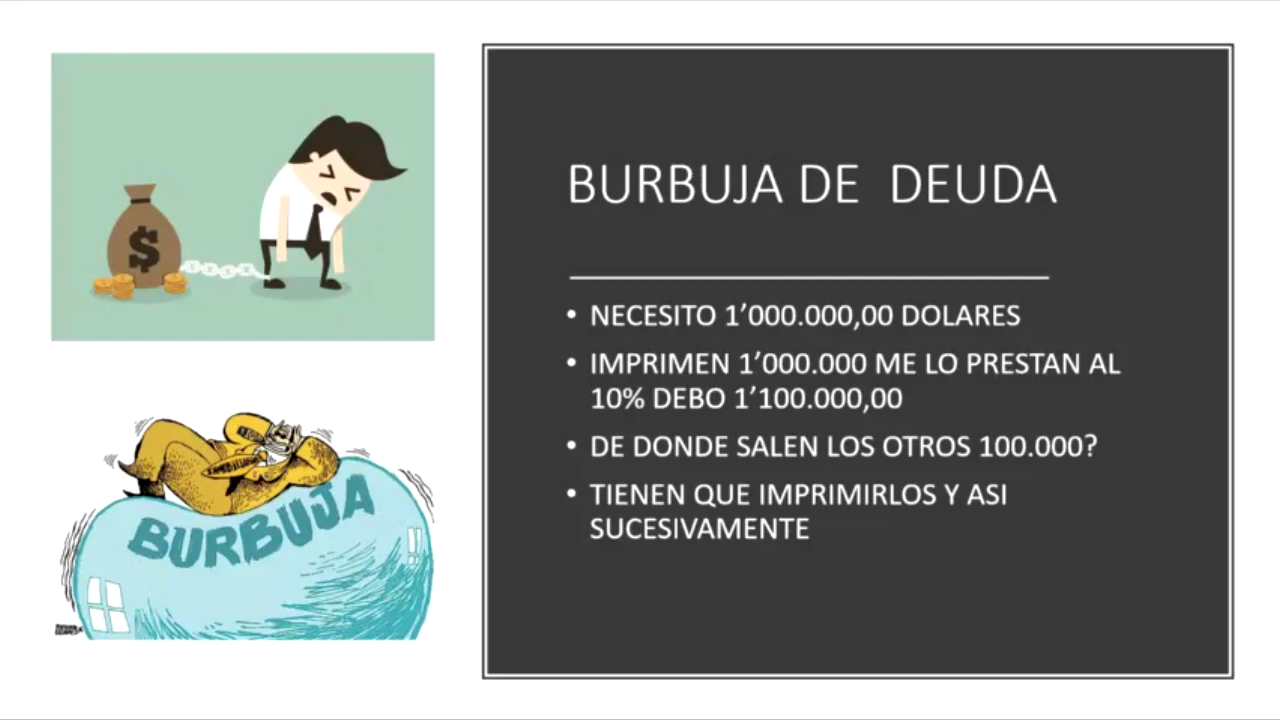 $
BURBUJA
BURBUJA DE DEUDA
• NECESITO 1’000.000,00 DOLARES
• IMPRIMEN 1’000.000 ME LO PRESTAN AL
10% DEBO 1’100.000,00
• DE DONDE SALEN LOS OTROS 100.000?
• TIENEN QUE IMPRIMIRLOS Y ASI
SUCESIVAMENTE